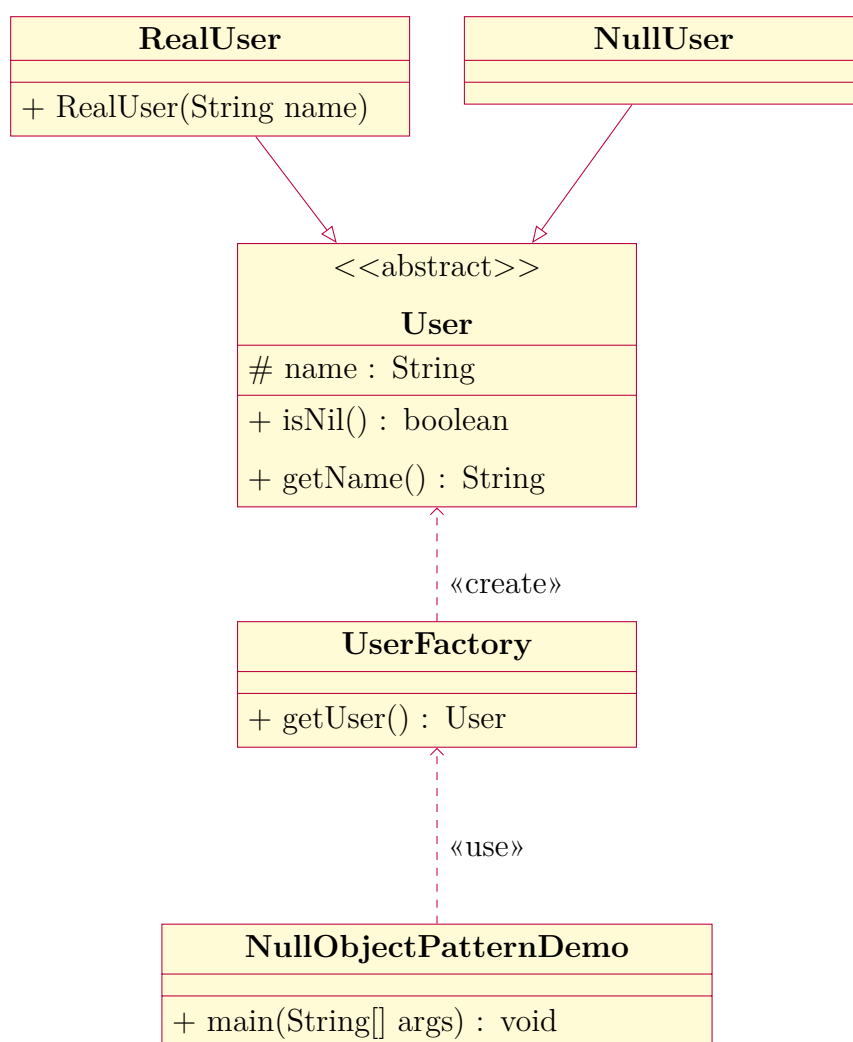 RealUser
+ RealUser(String name)
NullUser
<<abstract>>
User
# name : String
+ isNil() : boolean
+ getName() : String
«create»
UserFactory
+ getUser() : User
«use»
NullObjectPatternDemo
+ main(String[] args) : void